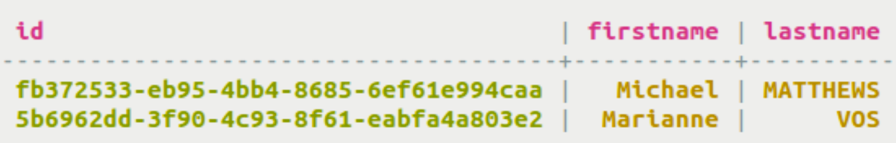 id | firstname | lastname
--------------------------------------+-----------+-----------
fb372533-eb95-4bb4-8685-6ef61e994caa | Michael | MATTHEWS
5b6962dd-3f90-4c93-8f61-eabfa4a803e2 | Marianne | VOS